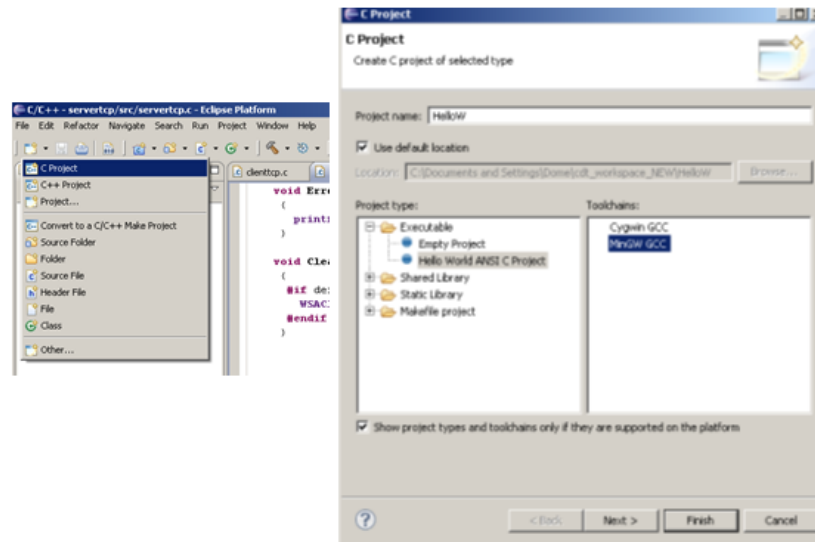 C/C++ - servertcp/src/servertcp.c - Eclipse Platform
File Edit Refactor Navigate Search Run Project Window Help
C Project
C++ Project
Project...
Convert to a C/C++ Make Project
Source Folder
Folder
Source File
Header File
File
Class
Other...
clienttcp.c
void Erro
{
print
}
void Clea
{
#if de
WSAC
#endif
}
C Project
C Project
Create C project of selected type
Project name: HelloW
Use default location
Location: C:\Documents and Settings\Dome\cdt_workspace_NEW\HelloW Browse...
Project type: Toolchains:
Executable Cygwin GCC
Empty Project MinGW GCC
Hello World ANSI C Project
Shared Library
Static Library
Makefile project
Show project types and toolchains only if they are supported on the platform
? < Back Next > Finish Cancel